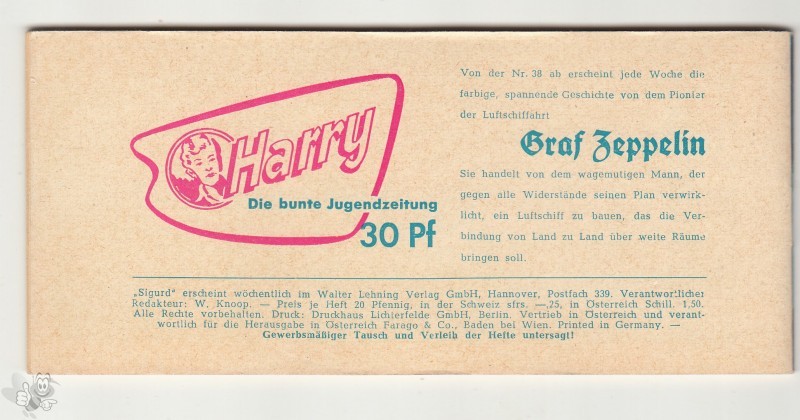 Harry
Die bunte Jugendzeitung
30 Pf
Von der Nr. 38 ab erscheint jede Woche die
farbige, spannende Geschichte von dem Pionier
der Luftschiffahrt
Graf Zeppelin
Sie handelt von dem wagemutigen Mann, der
gegen alle Widerstände seinen Plan verwirk-
licht, ein Luftschiff zu bauen, das die Ver-
bindung von Land zu Land über weite Räume
bringen soll.
„Sigurd" erscheint wöchentlich im Walter Lehning Verlag GmbH, Hannover, Postfach 339. Verantwortlicher
Redakteur: W. Knoop. — Preis je Heft 20 Pfennig, in der Schweiz sfrs. —,25, in Österreich Schill. 1,50.
Alle Rechte vorbehalten. Druck: Druckhaus Lichterfelde GmbH, Berlin. Vertrieb in Österreich und verant-
wortlich für die Herausgabe in Österreich Farago & Co., Baden bei Wien. Printed in Germany. —
Gewerbsmäßiger Tausch und Verleih der Hefte untersagt!